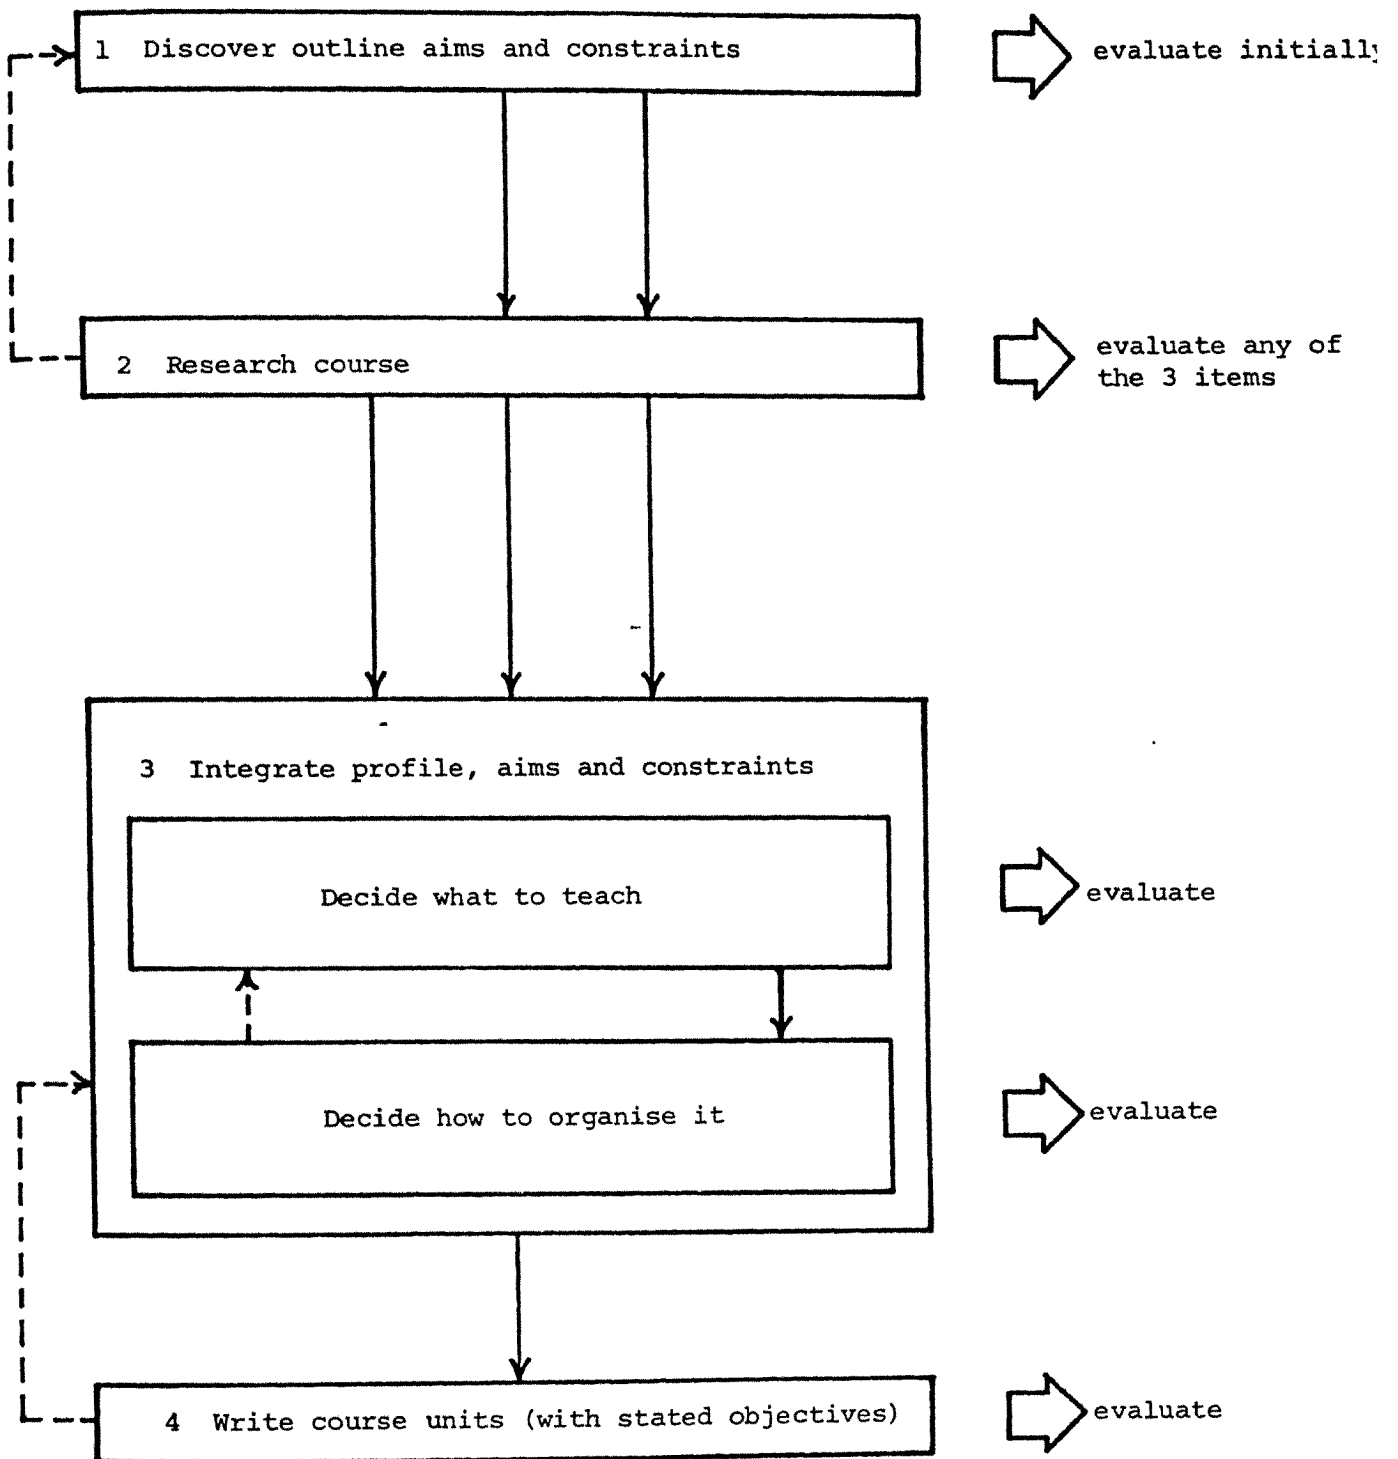 1 Discover outline aims and constraints
evaluate initially
2 Research course
evaluate any of
the 3 items
3 Integrate profile, aims and constraints
Decide what to teach
evaluate
Decide how to organise it
evaluate
4 Write course units (with stated objectives)
evaluate